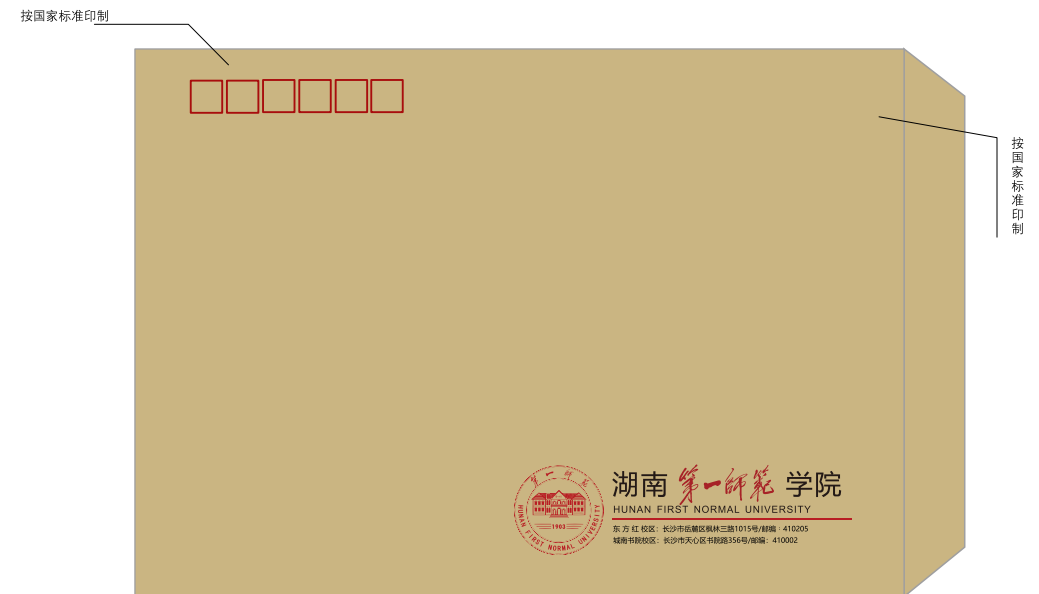 按国家标准印制
按国家标准印制
第一师范
1903
HUNAN FIRST NORMAL UNIVERSITY
湖南第一師範学院
HUNAN FIRST NORMAL UNIVERSITY
东 方 红 校区：长沙市岳麓区枫林三路1015号/邮编：410205
城南书院校区：长沙市天心区书院路356号/邮编：410002